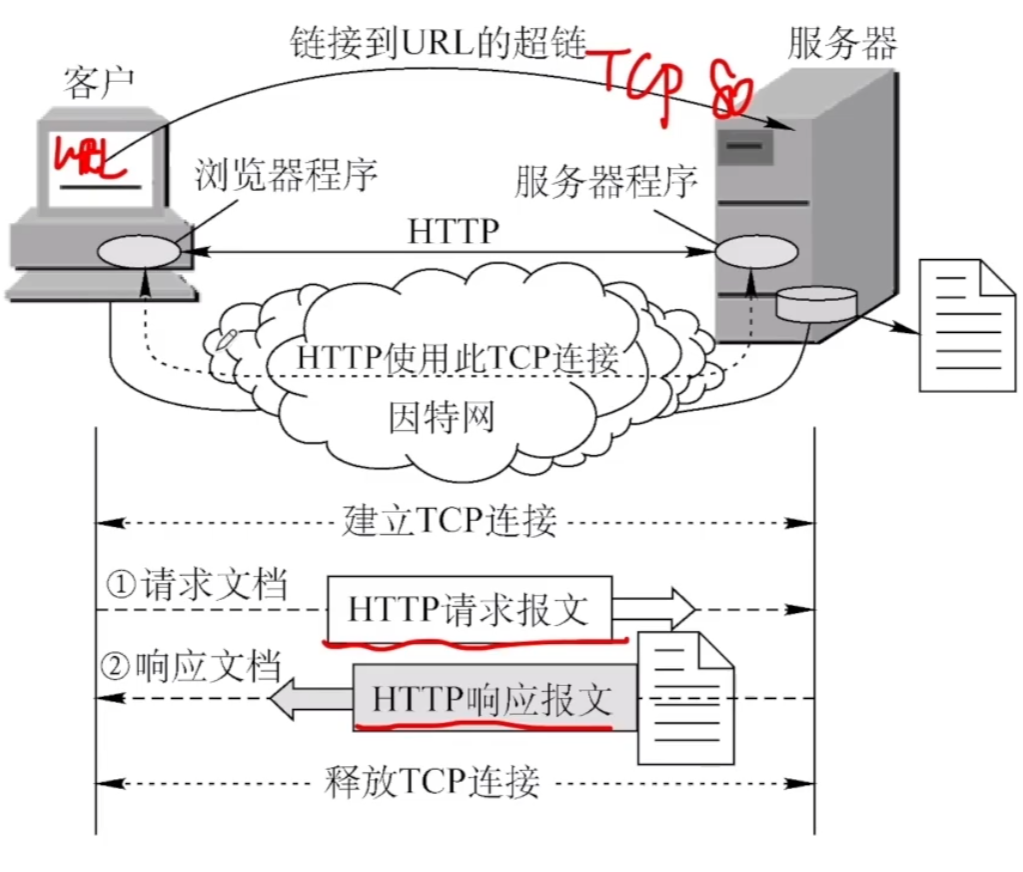 链接到URL的超链
TCP 80
服务器
客户
URL
浏览器程序
服务器程序
HTTP
HTTP使用此TCP连接
因特网
建立TCP连接
①请求文档
HTTP请求报文
②响应文档
HTTP响应报文
释放TCP连接